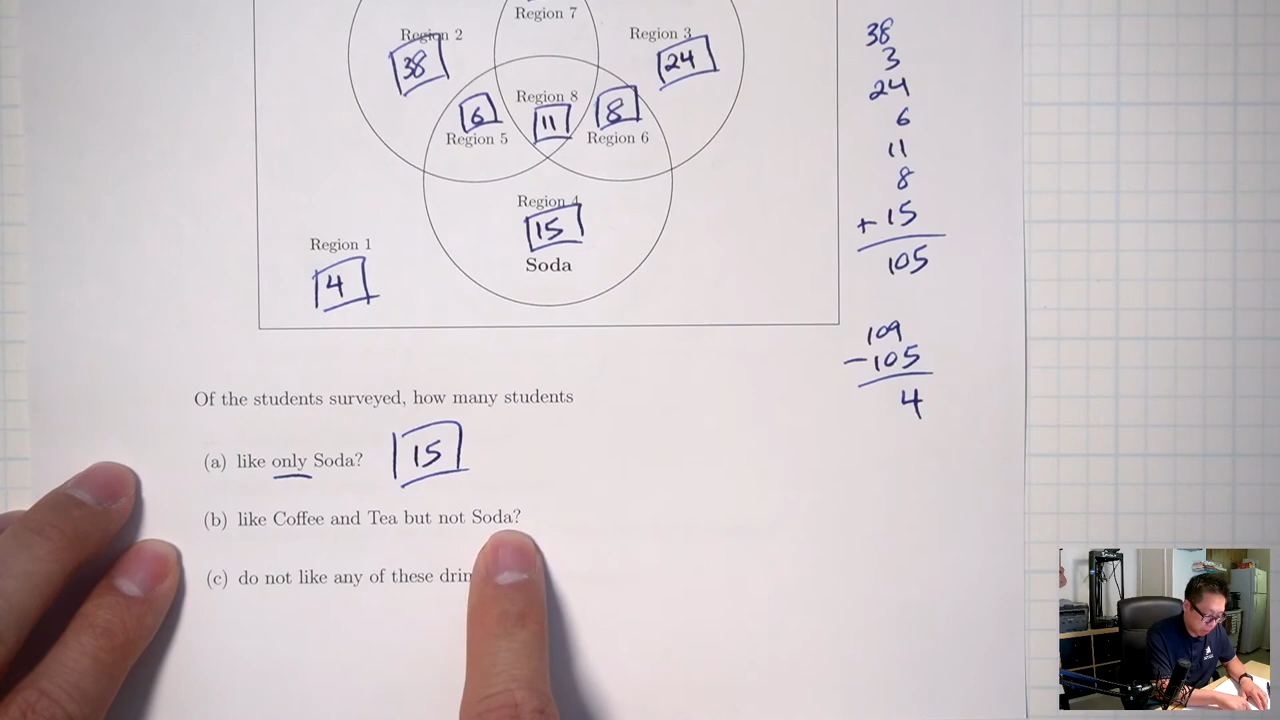 Region 7
Region 2
Region 3
38
24
Region 8
6
11
8
Region 5
Region 6
Region 4
15
Soda
Region 1
4
38
3
24
6
11
8
+ 15
105
109
- 105
4
Of the students surveyed, how many students
(a) like only Soda? 15
(b) like Coffee and Tea but not Soda?
(c) do not like any of these